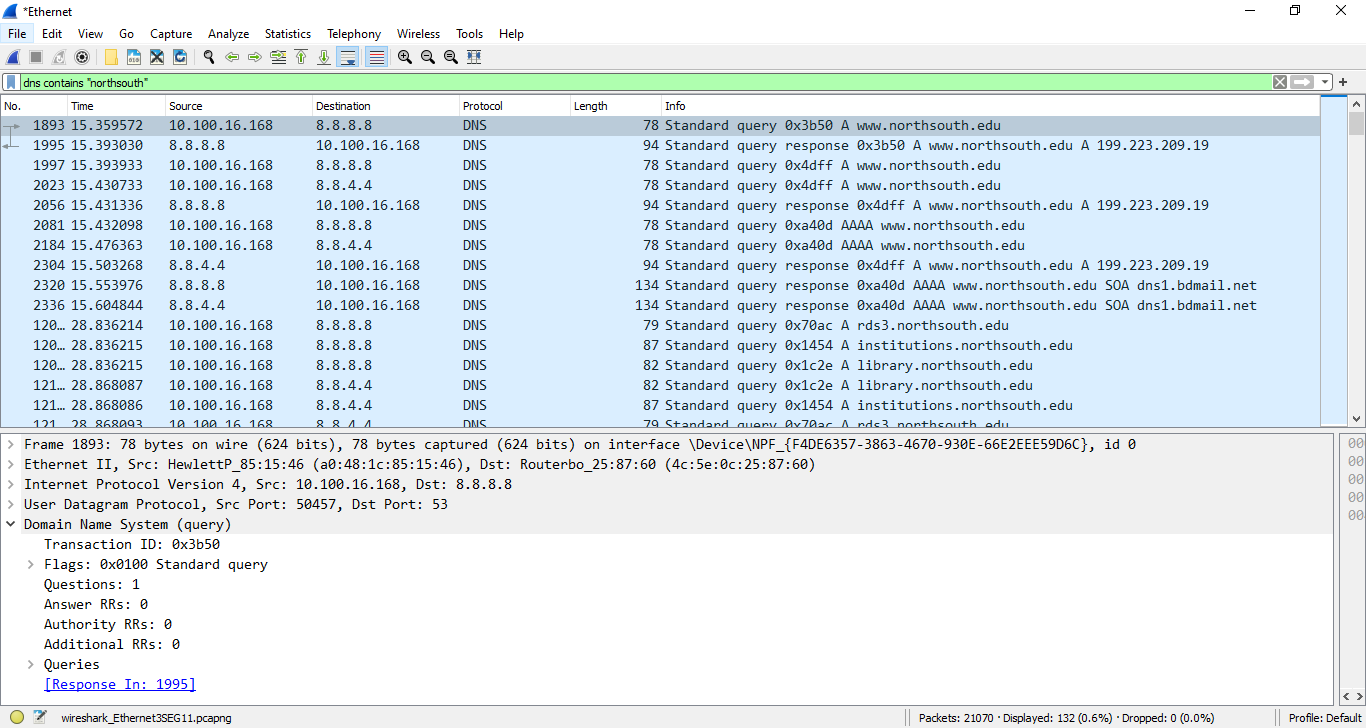 *Ethernet
File Edit View Go Capture Analyze Statistics Telephony Wireless Tools Help
dns contains "northsouth"
No. Time Source Destination Protocol Length Info
1893 15.359572 10.100.16.168 8.8.8.8 DNS 78 Standard query 0x3b50 A www.northsouth.edu
1995 15.393030 8.8.8.8 10.100.16.168 DNS 94 Standard query response 0x3b50 A www.northsouth.edu A 199.223.209.19
1997 15.393933 10.100.16.168 8.8.8.8 DNS 78 Standard query 0x4dff A www.northsouth.edu
2023 15.430733 10.100.16.168 8.8.4.4 DNS 78 Standard query 0x4dff A www.northsouth.edu
2056 15.431336 8.8.8.8 10.100.16.168 DNS 94 Standard query response 0x4dff A www.northsouth.edu A 199.223.209.19
2081 15.432098 10.100.16.168 8.8.8.8 DNS 78 Standard query 0xa40d AAAA www.northsouth.edu
2184 15.476363 10.100.16.168 8.8.4.4 DNS 78 Standard query 0xa40d AAAA www.northsouth.edu
2304 15.503268 8.8.4.4 10.100.16.168 DNS 94 Standard query response 0x4dff A www.northsouth.edu A 199.223.209.19
2320 15.553976 8.8.8.8 10.100.16.168 DNS 134 Standard query response 0xa40d AAAA www.northsouth.edu SOA dns1.bdmail.net
2336 15.604844 8.8.4.4 10.100.16.168 DNS 134 Standard query response 0xa40d AAAA www.northsouth.edu SOA dns1.bdmail.net
120… 28.836214 10.100.16.168 8.8.8.8 DNS 79 Standard query 0x70ac A rds3.northsouth.edu
120… 28.836215 10.100.16.168 8.8.8.8 DNS 87 Standard query 0x1454 A institutions.northsouth.edu
120… 28.836215 10.100.16.168 8.8.8.8 DNS 82 Standard query 0x1c2e A library.northsouth.edu
121… 28.868087 10.100.16.168 8.8.4.4 DNS 82 Standard query 0x1c2e A library.northsouth.edu
121… 28.868086 10.100.16.168 8.8.4.4 DNS 87 Standard query 0x1454 A institutions.northsouth.edu
121 28.868093 10.100.16.168 8.8.4.4 DNS 79 Standard query 0x70ac A rds3.northsouth.edu
Frame 1893: 78 bytes on wire (624 bits), 78 bytes captured (624 bits) on interface \Device\NPF_{F4DE6357-3863-4670-930E-66E2EEE59D6C}, id 0
Ethernet II, Src: HewlettP_85:15:46 (a0:48:1c:85:15:46), Dst: Routerbo_25:87:60 (4c:5e:0c:25:87:60)
Internet Protocol Version 4, Src: 10.100.16.168, Dst: 8.8.8.8
User Datagram Protocol, Src Port: 50457, Dst Port: 53
Domain Name System (query)
Transaction ID: 0x3b50
Flags: 0x0100 Standard query
Questions: 1
Answer RRs: 0
Authority RRs: 0
Additional RRs: 0
Queries
[Response In: 1995]
00
00
00
00
00
wireshark_Ethernet3SEG11.pcapng
Packets: 21070 · Displayed: 132 (0.6%) · Dropped: 0 (0.0%)
Profile: Default